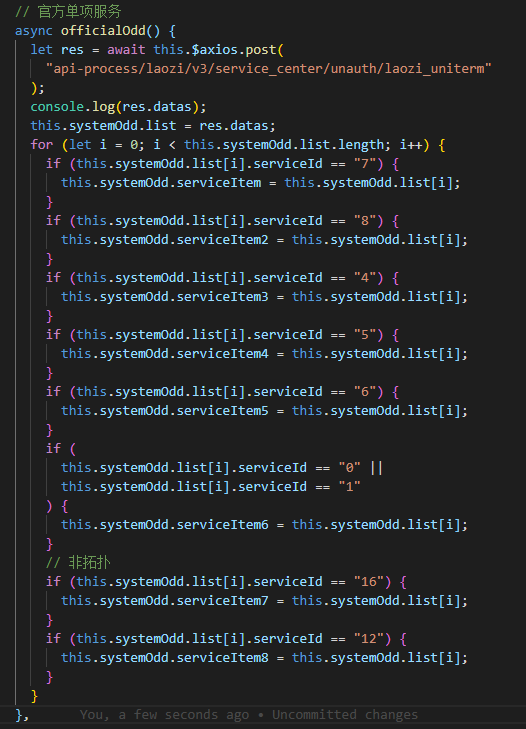 // 官方单项服务
async officialOdd() {
let res = await this.$axios.post(
"api-process/laozi/v3/service_center/unauth/laozi_uniterm"
);
console.log(res.datas);
this.systemOdd.list = res.datas;
for (let i = 0; i < this.systemOdd.list.length; i++) {
if (this.systemOdd.list[i].serviceId == "7") {
this.systemOdd.serviceItem = this.systemOdd.list[i];
}
if (this.systemOdd.list[i].serviceId == "8") {
this.systemOdd.serviceItem2 = this.systemOdd.list[i];
}
if (this.systemOdd.list[i].serviceId == "4") {
this.systemOdd.serviceItem3 = this.systemOdd.list[i];
}
if (this.systemOdd.list[i].serviceId == "5") {
this.systemOdd.serviceItem4 = this.systemOdd.list[i];
}
if (this.systemOdd.list[i].serviceId == "6") {
this.systemOdd.serviceItem5 = this.systemOdd.list[i];
}
if (
this.systemOdd.list[i].serviceId == "0" ||
this.systemOdd.list[i].serviceId == "1"
) {
this.systemOdd.serviceItem6 = this.systemOdd.list[i];
}
// 非拓扑
if (this.systemOdd.list[i].serviceId == "16") {
this.systemOdd.serviceItem7 = this.systemOdd.list[i];
}
if (this.systemOdd.list[i].serviceId == "12") {
this.systemOdd.serviceItem8 = this.systemOdd.list[i];
}
}
}, You, a few seconds ago • Uncommitted changes